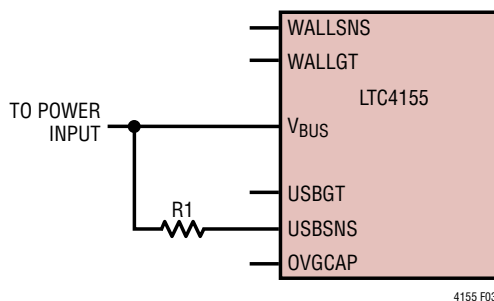 WALLSNS
WALLGT
LTC4155
TO POWER
INPUT
VBUS
USBGT
R1
USBSNS
OVGCAP
4155 F03